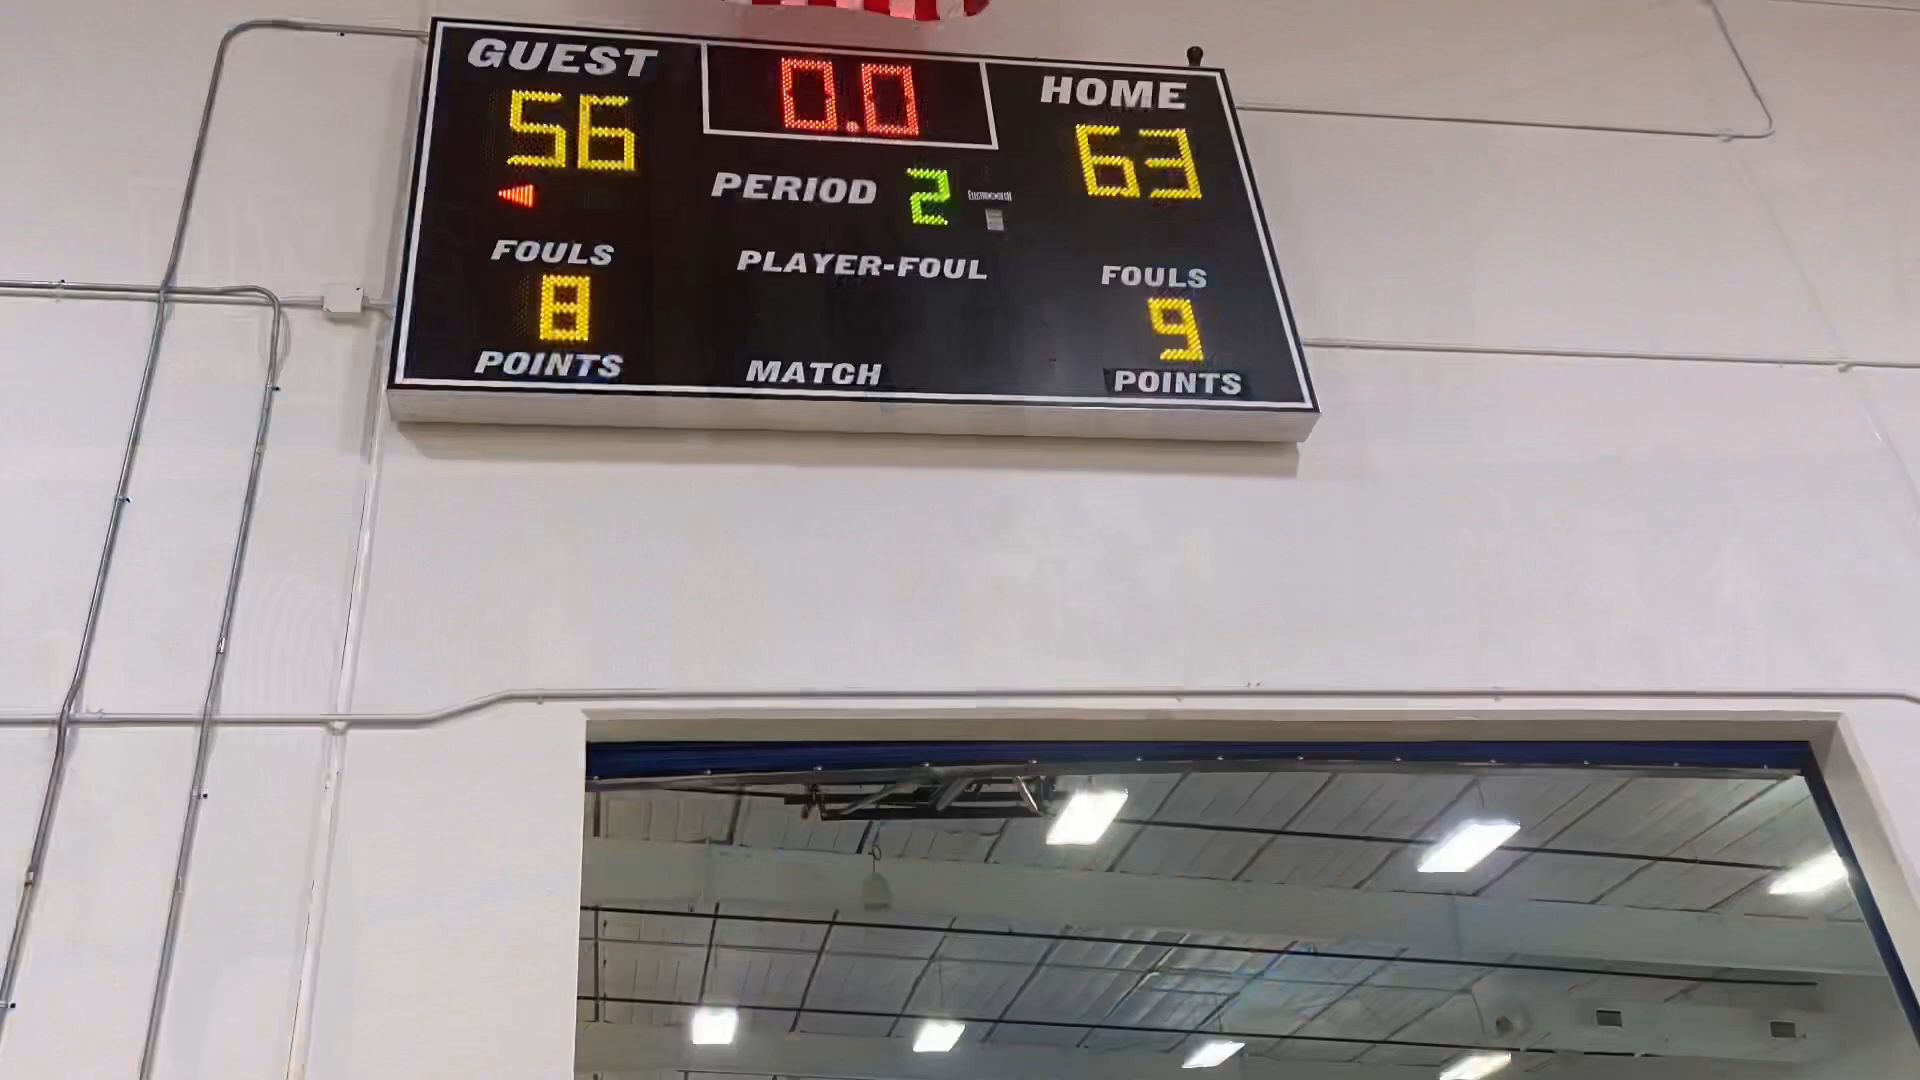 GUEST
0.0
HOME
56
63
PERIOD 2
FOULS
PLAYER-FOUL
FOULS
8
9
POINTS
MATCH
POINTS